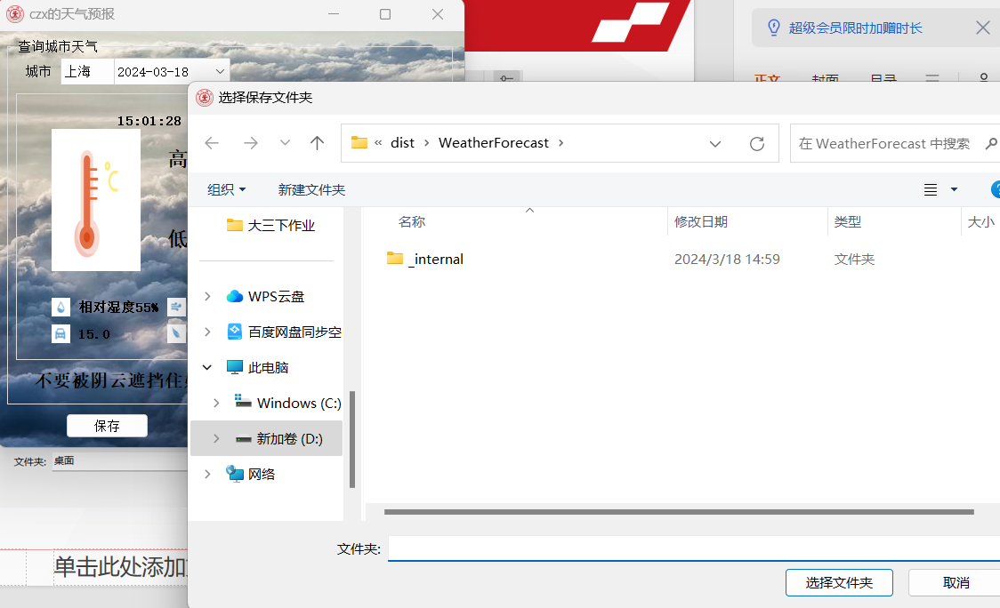 czx的天气预报
超级会员限时加赠时长
查询城市天气
城市 上海 2024-03-18
正文 封面 目录
选择保存文件夹
15:01:28
« dist › WeatherForecast ›
在 WeatherForecast 中搜索
高
组织 新建文件夹
大三下作业
名称 修改日期 类型 大小
低
_internal 2024/3/18 14:59 文件夹
WPS云盘
相对湿度55%
百度网盘同步空
15.0
此电脑
不要被阴云遮挡住
Windows (C:)
保存
新加卷 (D:)
文件夹: 桌面
网络
文件夹:
单击此处添加
选择文件夹 取消